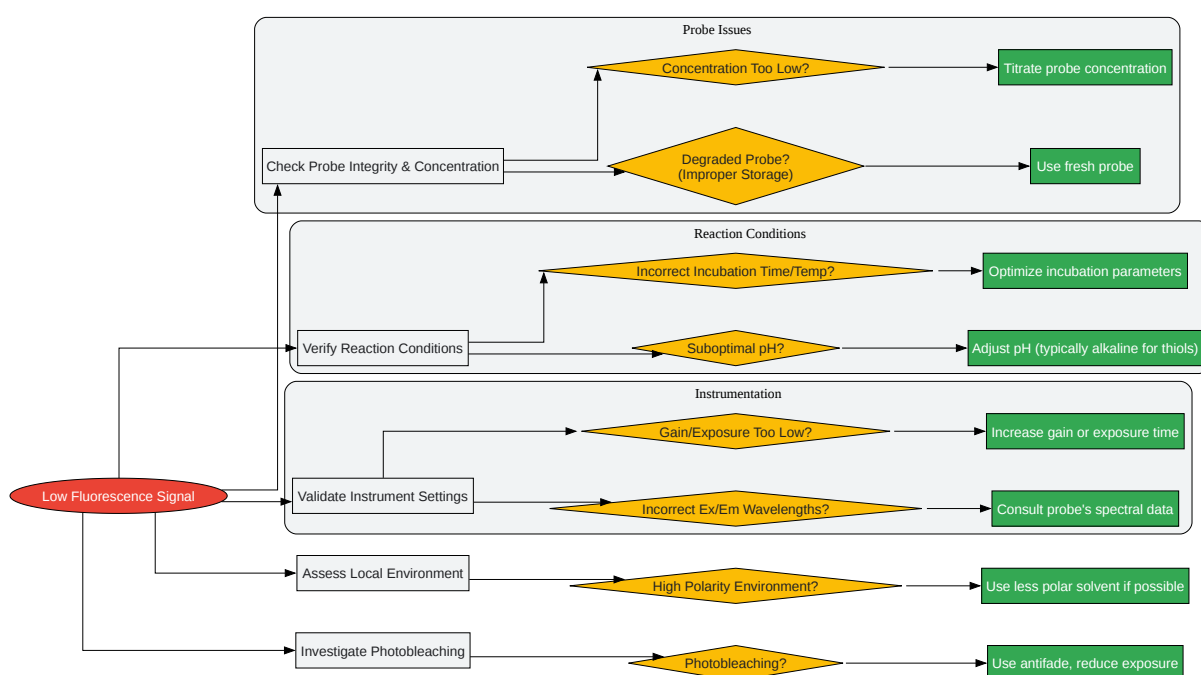 Probe Issues
Concentration Too Low?
Titrate probe concentration
Check Probe Integrity & Concentration
Degraded Probe?
(Improper Storage)
Use fresh probe
Reaction Conditions
Incorrect Incubation Time/Temp?
Optimize incubation parameters
Verify Reaction Conditions
Suboptimal pH?
Adjust pH (typically alkaline for thiols)
Instrumentation
Gain/Exposure Too Low?
Increase gain or exposure time
Low Fluorescence Signal
Validate Instrument Settings
Incorrect Ex/Em Wavelengths?
Consult probe's spectral data
Assess Local Environment
High Polarity Environment?
Use less polar solvent if possible
Investigate Photobleaching
Photobleaching?
Use antifade, reduce exposure